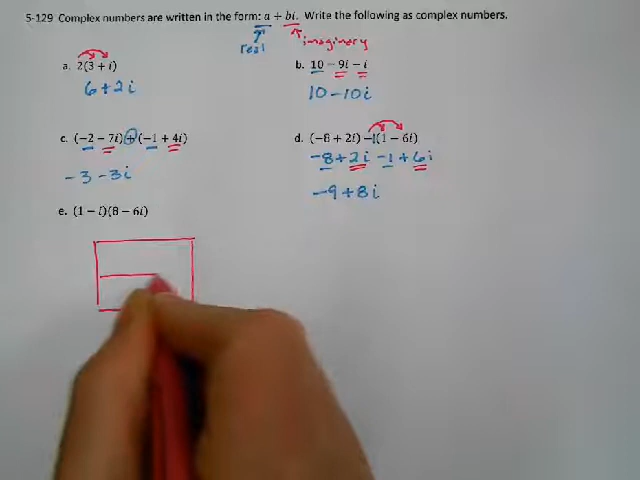 5-129 Complex numbers are written in the form: a + bi. Write the following as complex numbers.
real imaginary
a. 2(3 + i)
6+2i
b. 10 − 9i − i
10-10i
c. (−2 − 7i) + (−1 + 4i)
-3-3i
d. (−8 + 2i) −1(1 − 6i)
-8+2i -1+6i
-9+8i
e. (1 − i)(8 − 6i)